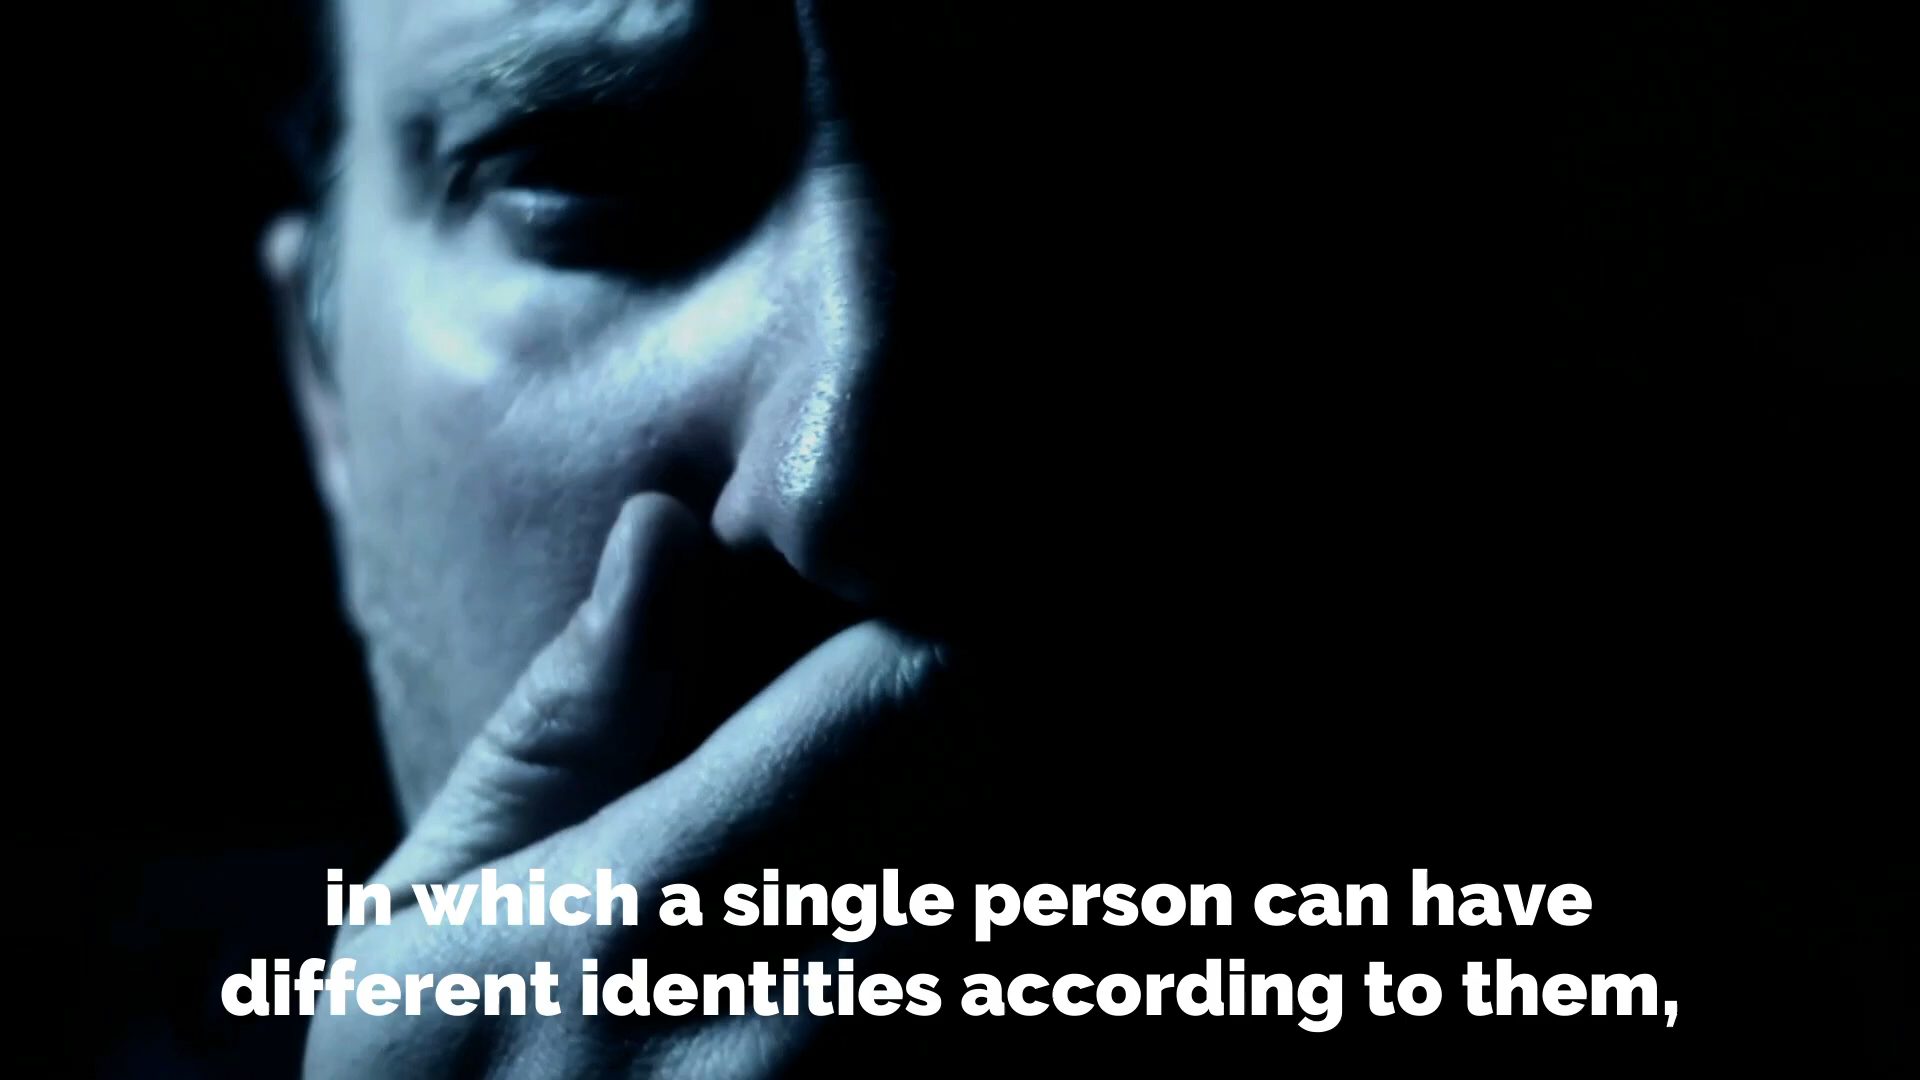 in which a single person can have
different identities according to them,